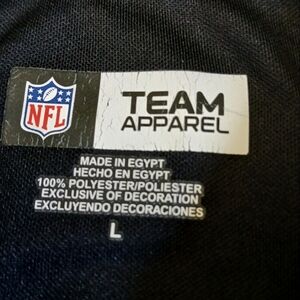 NFL
TEAM
APPAREL
MADE IN EGYPT
HECHO EN EGYPT
100% POLYESTER/POLIESTER
EXCLUSIVE OF DECORATION
EXCLUYENDO DECORACIONES
L